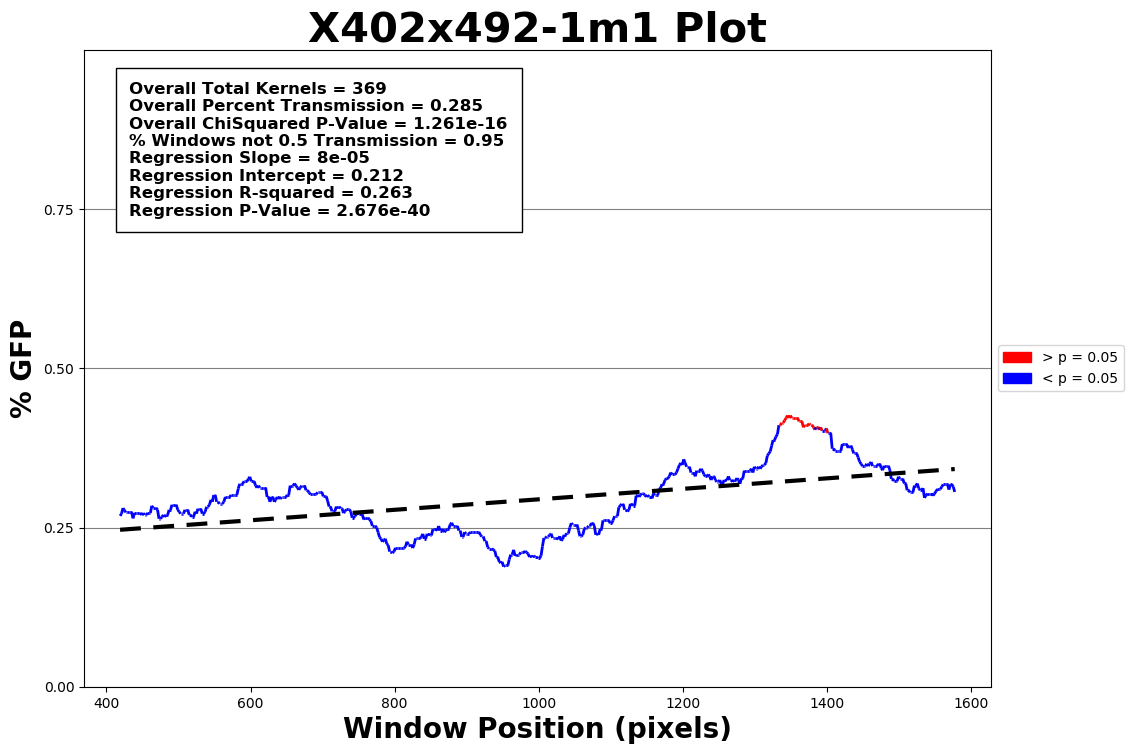 X402x492-1m1 Plot
Overall Total Kernels = 369
Overall Percent Transmission = 0.285
Overall ChiSquared P-Value = 1.261e-16
% Windows not 0.5 Transmission = 0.95
Regression Slope = 8e-05
Regression Intercept = 0.212
Regression R-squared = 0.263
Regression P-Value = 2.676e-40
% GFP
0.75
0.50
0.25
0.00
> p = 0.05
< p = 0.05
400 600 800 1000 1200 1400 1600
Window Position (pixels)